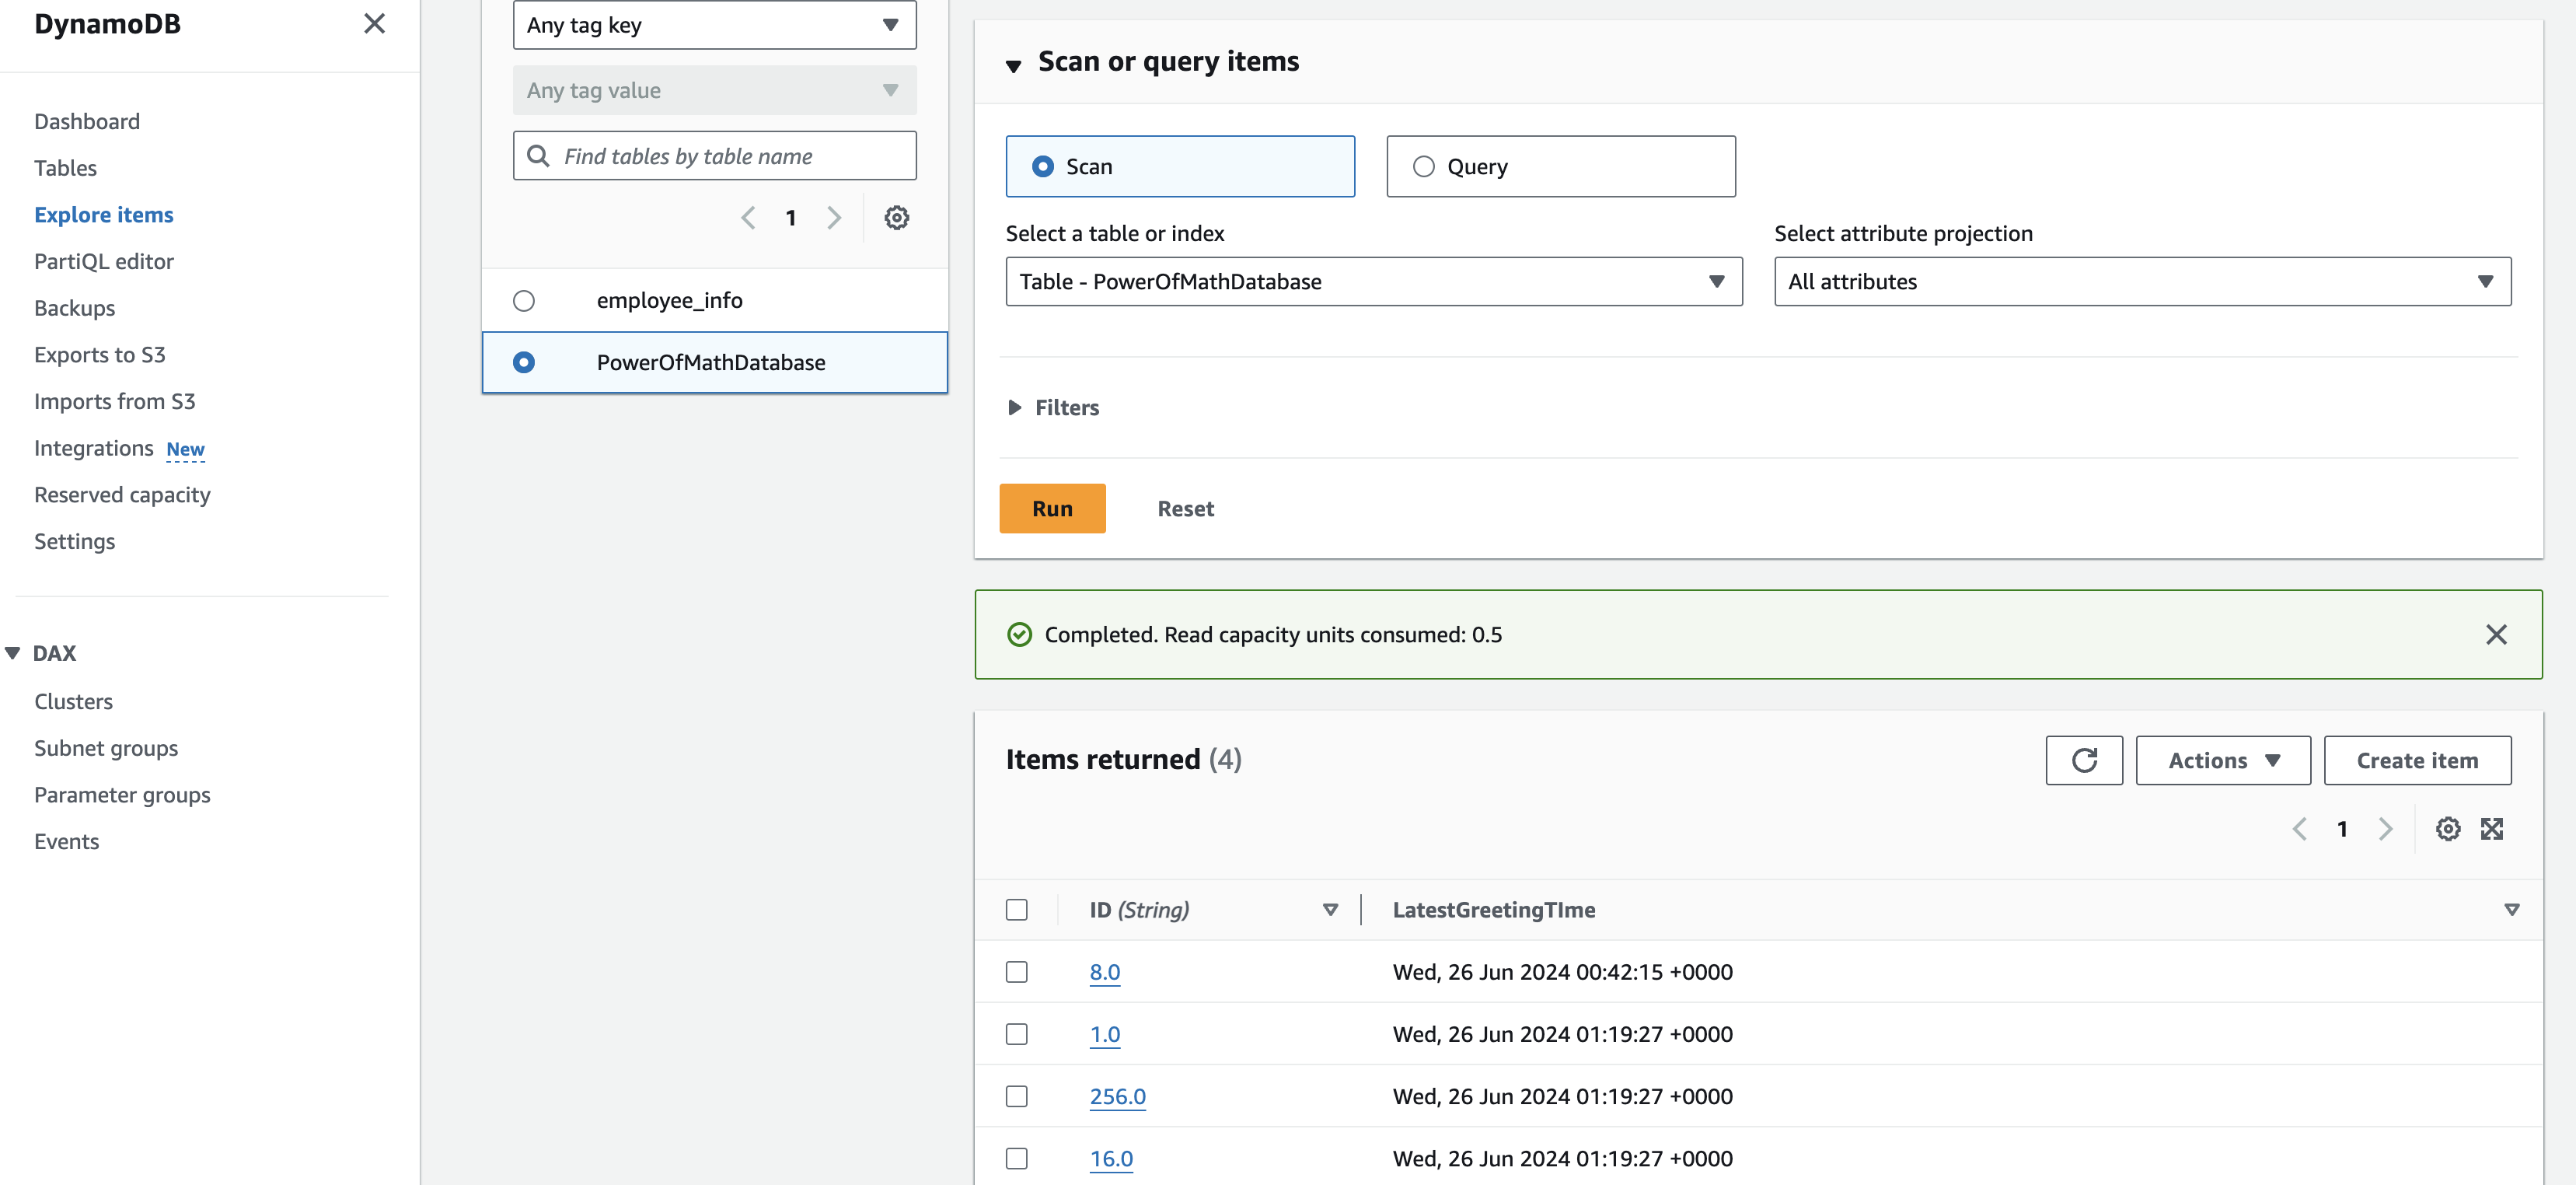 DynamoDB
Dashboard
Tables
Explore items
PartiQL editor
Backups
Exports to S3
Imports from S3
Integrations New
Reserved capacity
Settings
DAX
Clusters
Subnet groups
Parameter groups
Events
Any tag key
Any tag value
Find tables by table name
1
employee_info
PowerOfMathDatabase
Scan or query items
Scan
Query
Select a table or index
Select attribute projection
Table - PowerOfMathDatabase
All attributes
Filters
Run
Reset
Completed. Read capacity units consumed: 0.5
Items returned (4)
Actions
Create item
1
ID (String)
LatestGreetingTIme
8.0
Wed, 26 Jun 2024 00:42:15 +0000
1.0
Wed, 26 Jun 2024 01:19:27 +0000
256.0
Wed, 26 Jun 2024 01:19:27 +0000
16.0
Wed, 26 Jun 2024 01:19:27 +0000